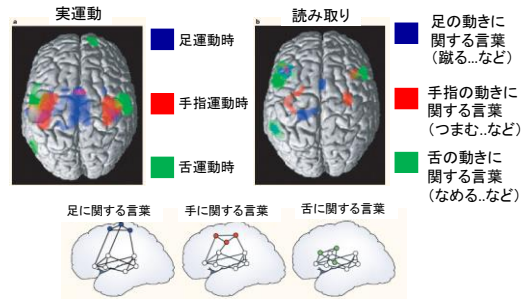 実運動
読み取り
a
b
足運動時
手指運動時
舌運動時
足の動きに
関する言葉
(蹴る...など)
手指の動きに
関する言葉
(つまむ..など)
舌の動きに
関する言葉
(なめる..など)
足に関する言葉
手に関する言葉
舌に関する言葉